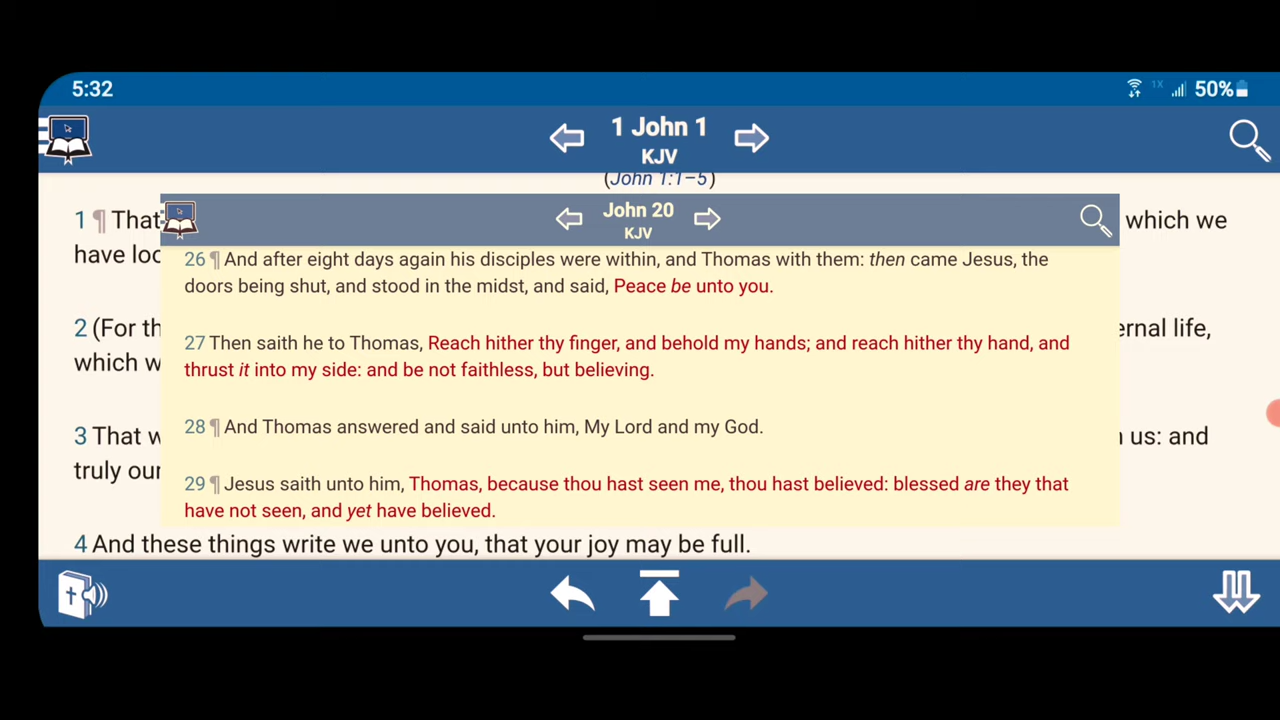 5:32
1X
50%
1 John 1
KJV
(John 1:1–5)
1 ¶ That
which we
have loo
2 (For th
ernal life,
which w
3 That w
us: and
truly our
John 20
KJV
26 ¶ And after eight days again his disciples were within, and Thomas with them: then came Jesus, the
doors being shut, and stood in the midst, and said, Peace be unto you.
27 Then saith he to Thomas, Reach hither thy finger, and behold my hands; and reach hither thy hand, and
thrust it into my side: and be not faithless, but believing.
28 ¶ And Thomas answered and said unto him, My Lord and my God.
29 ¶ Jesus saith unto him, Thomas, because thou hast seen me, thou hast believed: blessed are they that
have not seen, and yet have believed.
4 And these things write we unto you, that your joy may be full.